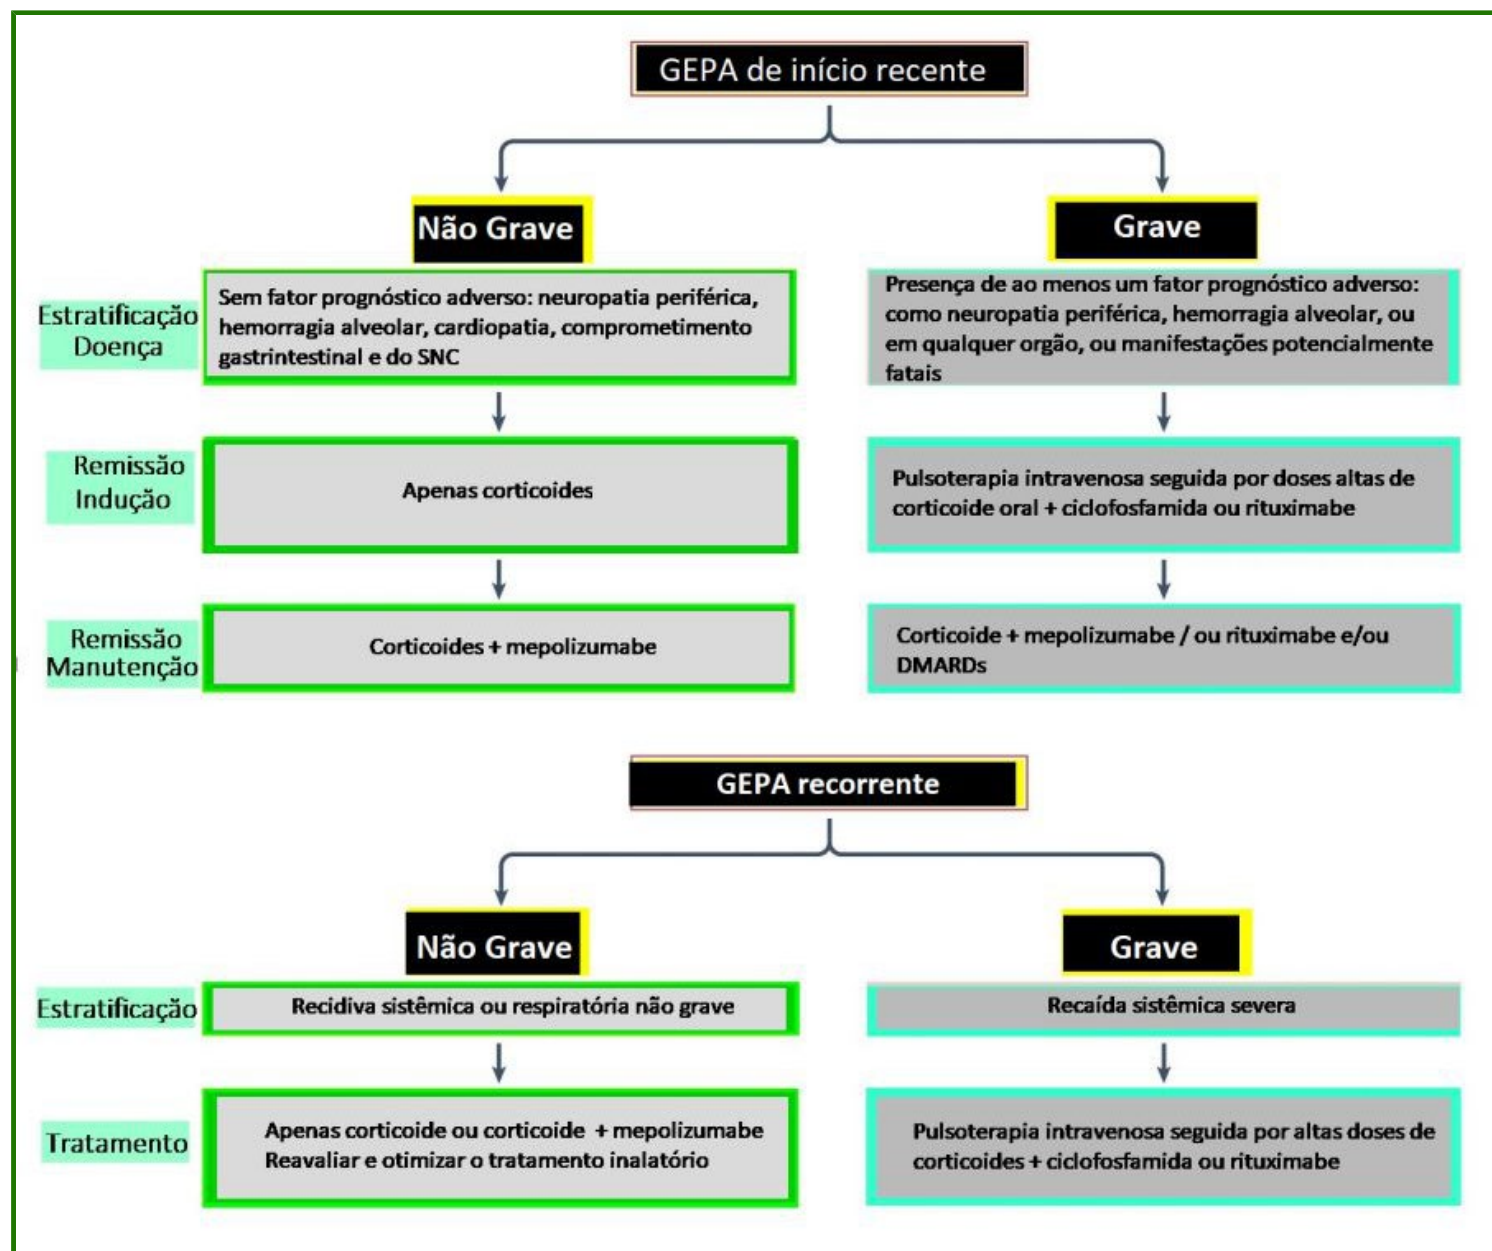 GEPA de início recente
Não Grave
Grave
Estratificação
Doença
Sem fator prognóstico adverso: neuropatia periférica,
hemorragia alveolar, cardiopatia, comprometimento
gastrintestinal e do SNC
Presença de ao menos um fator prognóstico adverso:
como neuropatia periférica, hemorragia alveolar, ou
em qualquer orgão, ou manifestações potencialmente
fatais
Remissão
Indução
Apenas corticoides
Pulsoterapia intravenosa seguida por doses altas de
corticoide oral + ciclofosfamida ou rituximabe
Remissão
Manutenção
Corticoides + mepolizumabe
Corticoide + mepolizumabe / ou rituximabe e/ou
DMARDs
GEPA recorrente
Não Grave
Grave
Estratificação
Recidiva sistêmica ou respiratória não grave
Recaída sistêmica severa
Tratamento
Apenas corticoide ou corticoide + mepolizumabe
Reavaliar e otimizar o tratamento inalatório
Pulsoterapia intravenosa seguida por altas doses de
corticoides + ciclofosfamida ou rituximabe